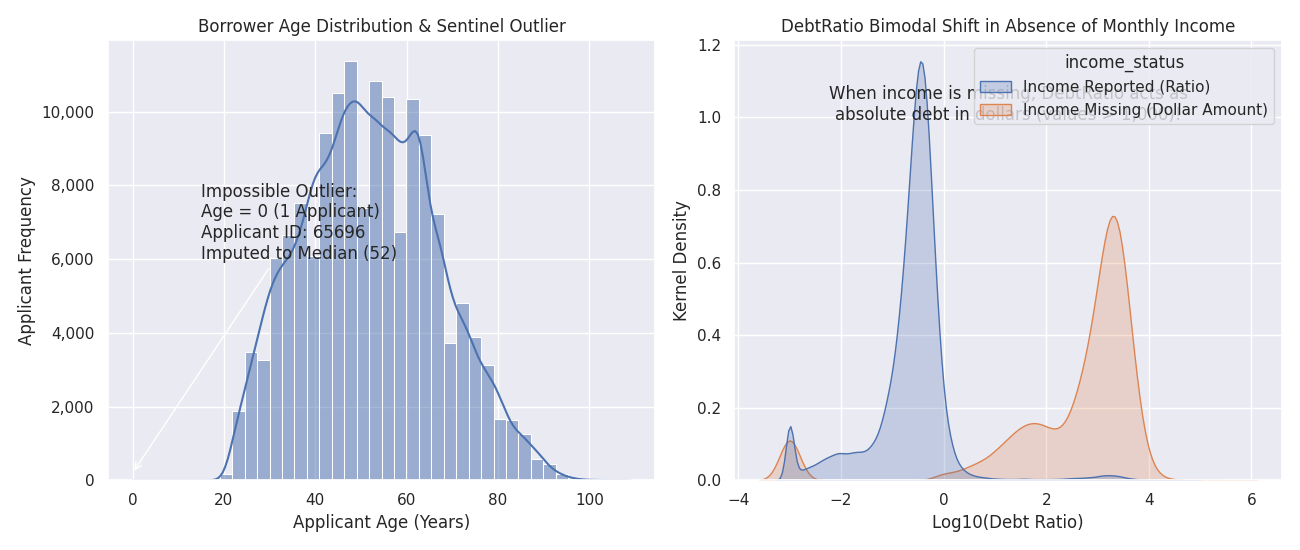 Borrower Age Distribution & Sentinel Outlier
Applicant Frequency
10,000
8,000
6,000
4,000
2,000
0
Impossible Outlier:
Age = 0 (1 Applicant)
Applicant ID: 65696
Imputed to Median (52)
0
20
40
60
80
100
Applicant Age (Years)
DebtRatio Bimodal Shift in Absence of Monthly Income
Kernel Density
1.2
1.0
0.8
0.6
0.4
0.2
0.0
When income is missing, DebtRatio acts as
absolute debt in dollars (values > 1,000).
income_status
Income Reported (Ratio)
Income Missing (Dollar Amount)
−4
−2
0
2
4
6
Log10(Debt Ratio)